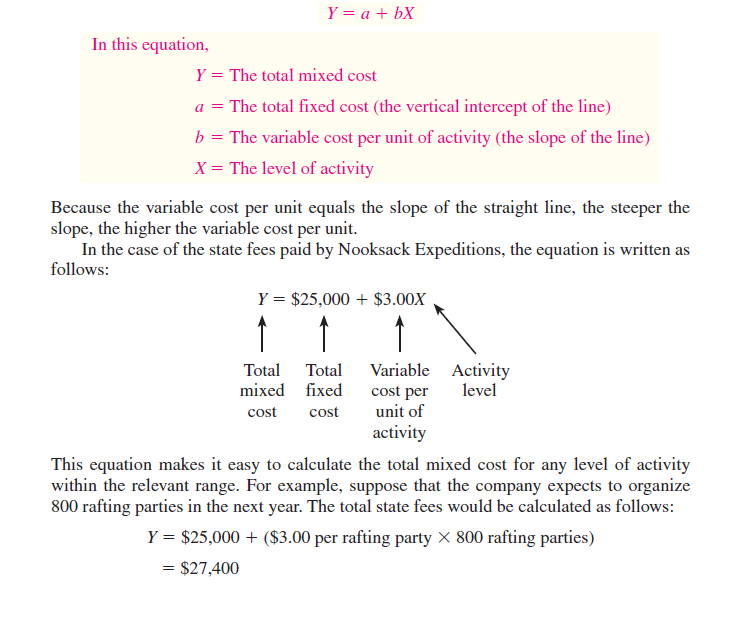 Y = a + bX
In this equation,
Y = The total mixed cost
a = The total fixed cost (the vertical intercept of the line)
b = The variable cost per unit of activity (the slope of the line)
X = The level of activity
Because the variable cost per unit equals the slope of the straight line, the steeper the
slope, the higher the variable cost per unit.
In the case of the state fees paid by Nooksack Expeditions, the equation is written as
follows:
Y = $25,000 + $3.00X
Total Total Variable Activity
mixed fixed cost per level
cost cost unit of
activity
This equation makes it easy to calculate the total mixed cost for any level of activity
within the relevant range. For example, suppose that the company expects to organize
800 rafting parties in the next year. The total state fees would be calculated as follows:
Y = $25,000 + ($3.00 per rafting party × 800 rafting parties)
= $27,400